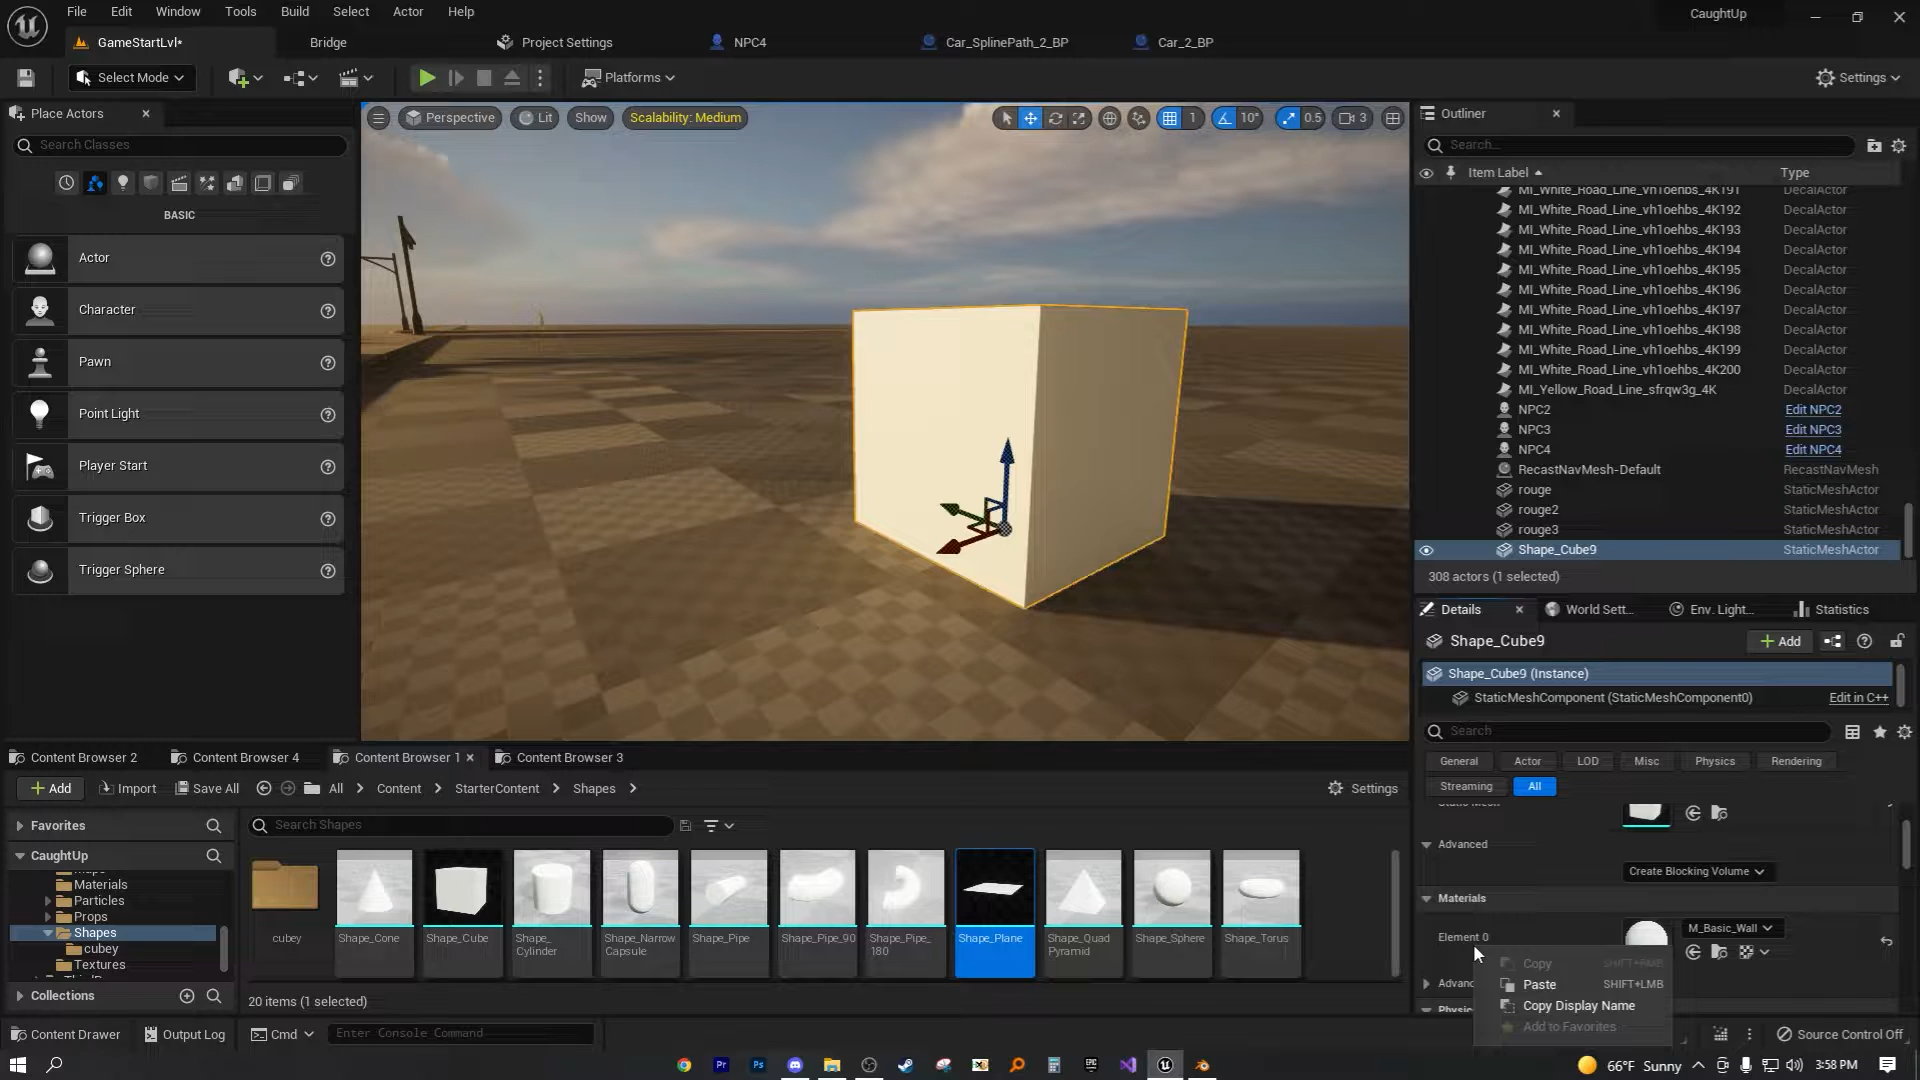 File Edit Window Tools Build Select Actor Help
CaughtUp
GameStartLvl*
Bridge
Project Settings
NPC4
Car_SplinePath_2_BP
Car_2_BP
Select Mode
Platforms
Settings
Place Actors
Search Classes
BASIC
Actor
Character
Pawn
Point Light
Player Start
Trigger Box
Trigger Sphere
Perspective
Lit
Show
Scalability: Medium
1
10°
0.5
3
Outliner
Search...
Item Label
Type
MI_White_Road_Line_vh1oehbs_4K191 DecalActor
MI_White_Road_Line_vh1oehbs_4K192 DecalActor
MI_White_Road_Line_vh1oehbs_4K193 DecalActor
MI_White_Road_Line_vh1oehbs_4K194 DecalActor
MI_White_Road_Line_vh1oehbs_4K195 DecalActor
MI_White_Road_Line_vh1oehbs_4K196 DecalActor
MI_White_Road_Line_vh1oehbs_4K197 DecalActor
MI_White_Road_Line_vh1oehbs_4K198 DecalActor
MI_White_Road_Line_vh1oehbs_4K199 DecalActor
MI_White_Road_Line_vh1oehbs_4K200 DecalActor
MI_Yellow_Road_Line_sfrqw3g_4K DecalActor
NPC2 Edit NPC2
NPC3 Edit NPC3
NPC4 Edit NPC4
RecastNavMesh-Default RecastNavMesh
rouge StaticMeshActor
rouge2 StaticMeshActor
rouge3 StaticMeshActor
Shape_Cube9 StaticMeshActor
308 actors (1 selected)
Details
World Sett...
Env. Light...
Statistics
Shape_Cube9
Add
Shape_Cube9 (Instance)
StaticMeshComponent (StaticMeshComponent0)
Edit in C++
Search
General Actor LOD Misc Physics Rendering
Streaming All
Advanced
Create Blocking Volume
Materials
Element 0
M_Basic_Wall
Copy SHIFT+RMB
Paste SHIFT+LMB
Copy Display Name
Add to Favorites
Advanc
Physic
Content Browser 2
Content Browser 4
Content Browser 1
Content Browser 3
Add
Import
Save All
All
Content
StarterContent
Shapes
Settings
Favorites
CaughtUp
Materials
Particles
Props
Shapes
cubey
Textures
Collections
Search Shapes
cubey
Shape_Cone
Shape_Cube
Shape_
Cylinder
Shape_Narrow
Capsule
Shape_Pipe
Shape_Pipe_90
Shape_Pipe_
180
Shape_Plane
Shape_Quad
Pyramid
Shape_Sphere
Shape_Torus
20 items (1 selected)
Content Drawer
Output Log
Cmd
Enter Console Command
Source Control Off
66°F Sunny
3:58 PM